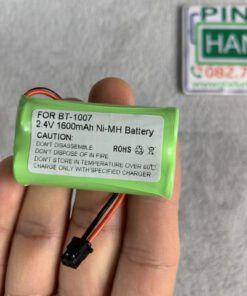 PIN
HAN
082.7
FOR BT-1007
2.4V 1600mAh Ni-MH Battery
CAUTION:
DON'T DISASSEMBLE
DON'T DISPOSE IN FIRE
DON'T STORE IN TEMPERATURE OVER 60℃
CHARGE ONLY WITH SPECIFIED CHARGER
RoHS